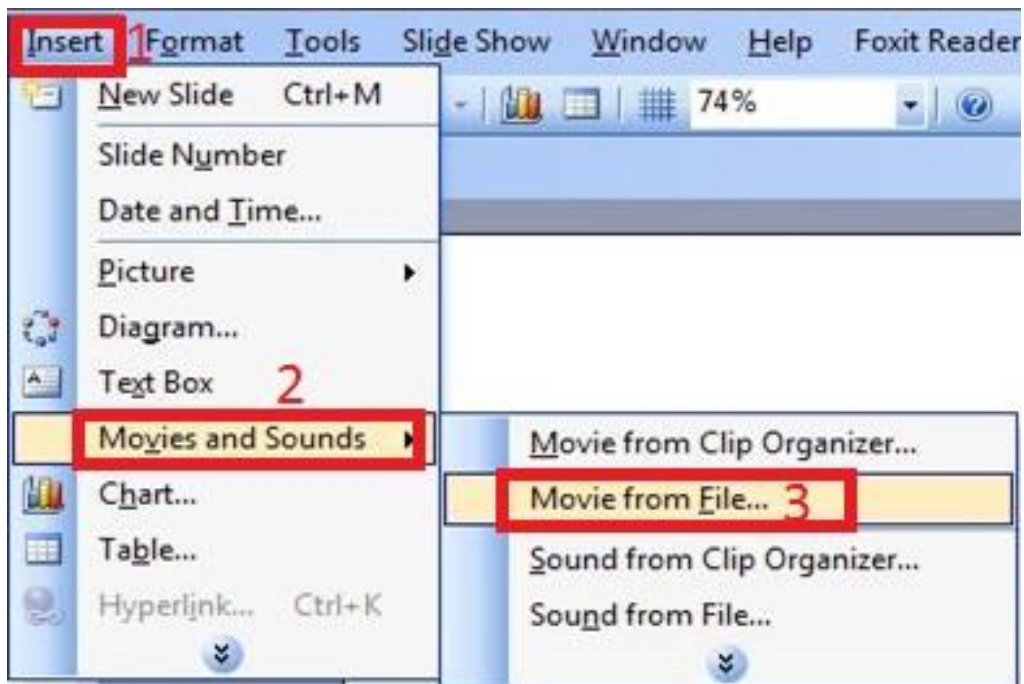 Insert 1 Format Tools Slide Show Window Help Foxit Reader
New Slide Ctrl+M
74%
Slide Number
Date and Time...
Picture
Diagram...
Text Box 2
Movies and Sounds
Movie from Clip Organizer...
Chart...
Movie from File... 3
Table...
Sound from Clip Organizer...
Hyperlink... Ctrl+K
Sound from File...